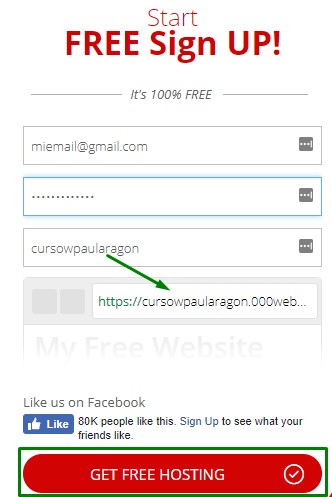 Start
FREE Sign UP!
It's 100% FREE
miemail@gmail.com
•••••••••••••
cursowpaularagon
https://cursowpaularagon.000web...
My Free Website
Like us on Facebook
Like
80K people like this. Sign Up to see what your
friends like.
GET FREE HOSTING